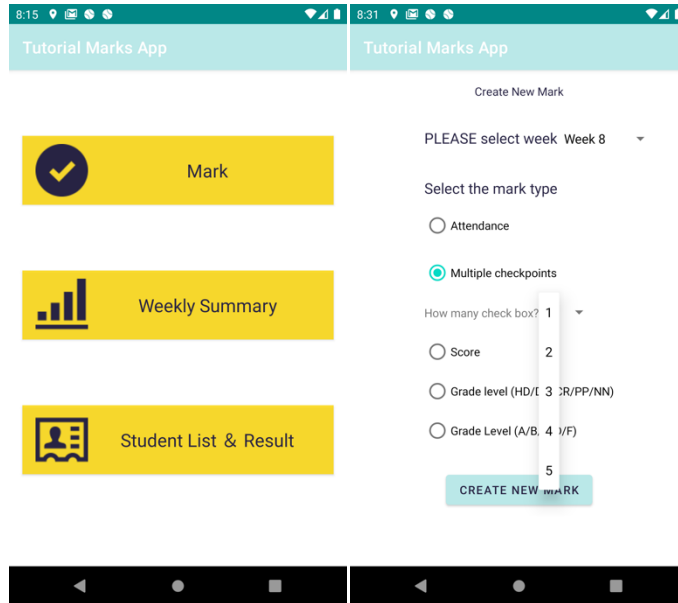 8:15
Tutorial Marks App
Mark
Weekly Summary
Student List & Result
8:31
Tutorial Marks App
Create New Mark
PLEASE select week Week 8
Select the mark type
Attendance
Multiple checkpoints
How many check box? 1
Score 2
Grade level (HD/D 3 CR/PP/NN)
Grade Level (A/B/ 4 D/F)
5
CREATE NEW MARK